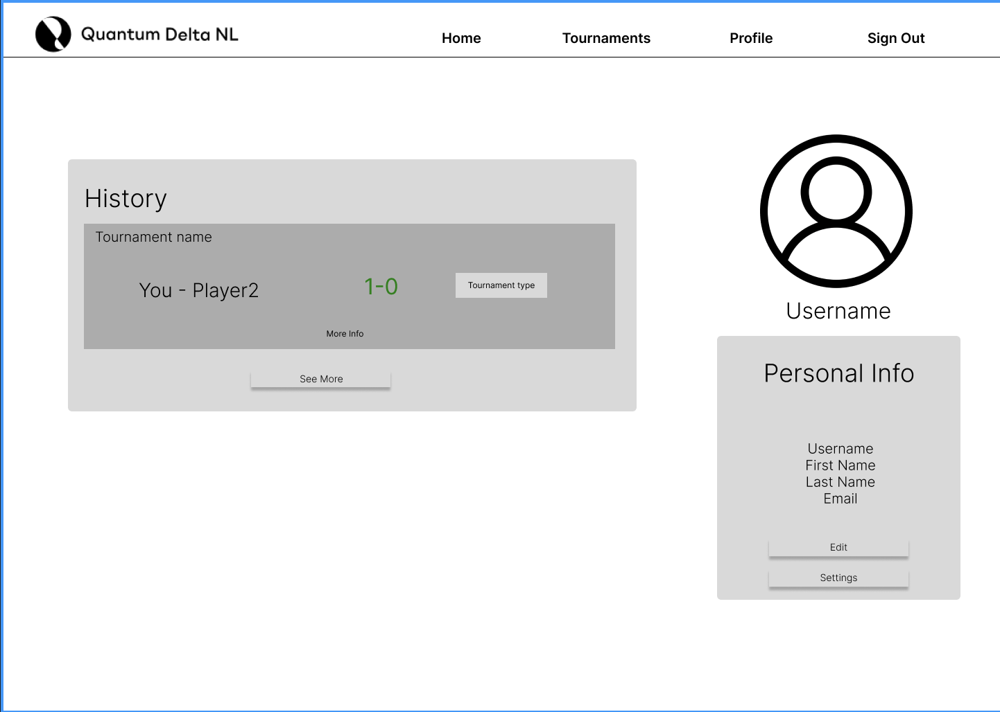 Quantum Delta NL
Home
Tournaments
Profile
Sign Out
History
Tournament name
You - Player2
1-0
Tournament type
More Info
See More
Username
Personal Info
Username
First Name
Last Name
Email
Edit
Settings